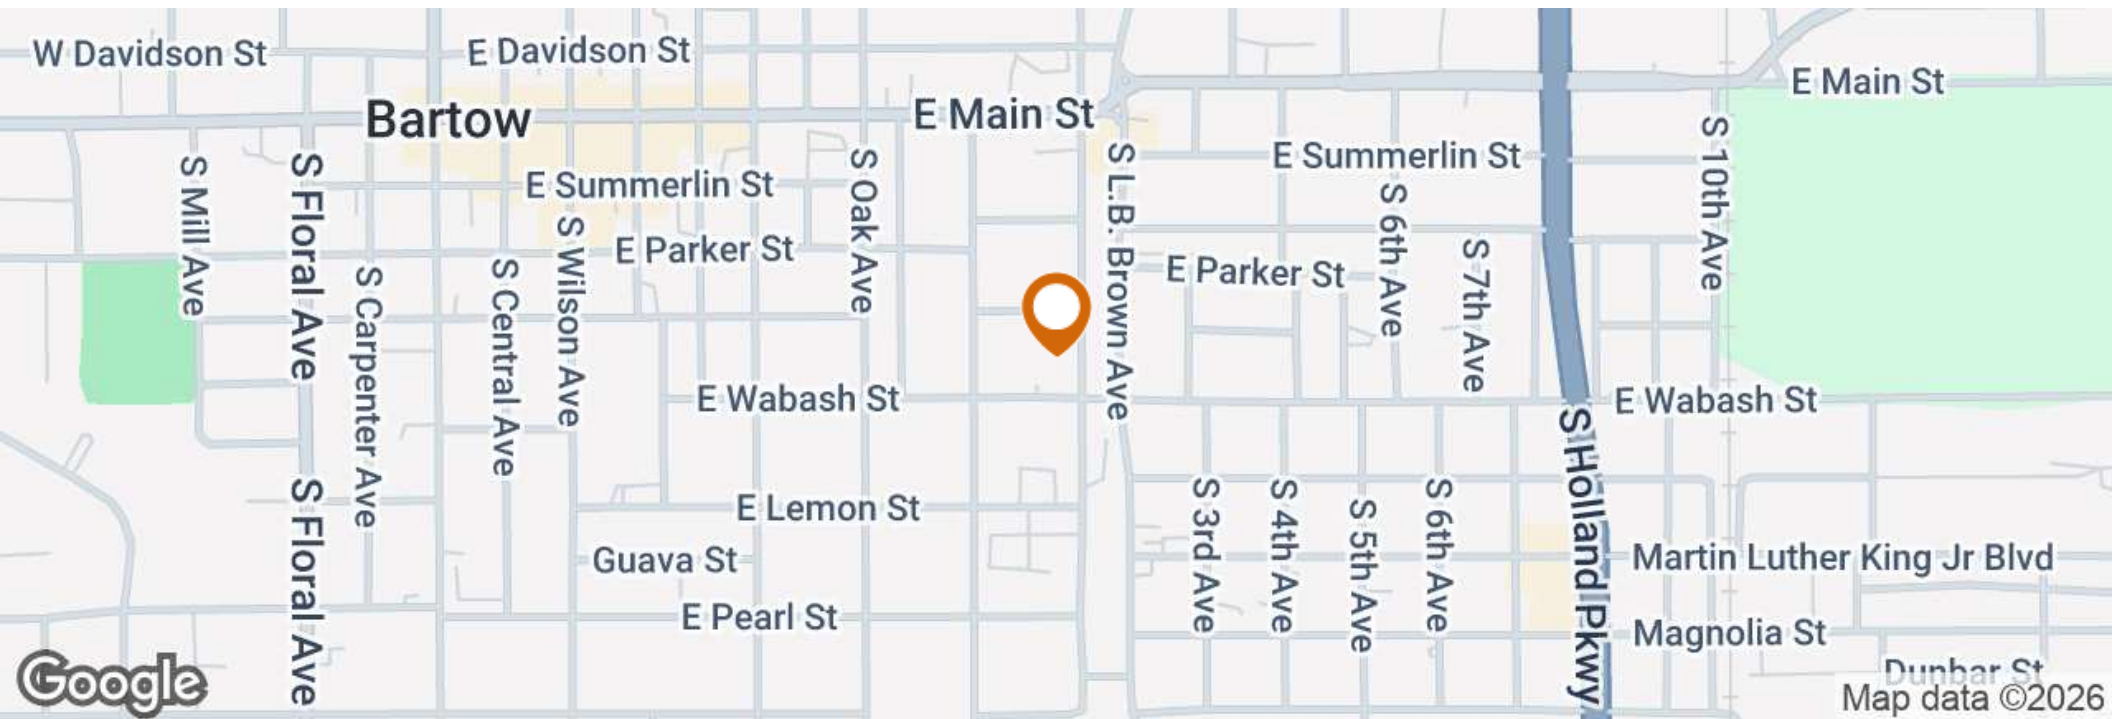 W Davidson St
E Davidson St
E Main St
Bartow
E Main St
S Mill Ave
S Floral Ave
E Summerlin St
S Oak Ave
S L.B. Brown Ave
E Summerlin St
S 10th Ave
S Wilson Ave
E Parker St
S 6th Ave
S Carpenter Ave
S Central Ave
E Parker St
S 7th Ave
E Wabash St
E Wabash St
S Holland Pkwy
S Floral Ave
E Lemon St
S 3rd Ave
S 4th Ave
S 5th Ave
S 6th Ave
Guava St
Martin Luther King Jr Blvd
E Pearl St
Magnolia St
Dunbar St
Google
Map data ©2026